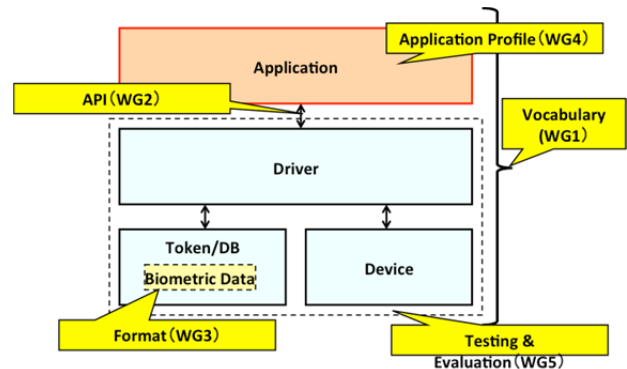 Application Profile(WG4)
Application
API(WG2)
Vocabulary
(WG1)
Driver
Token/DB
Biometric Data
Device
Format(WG3)
Testing &
Evaluation(WG5)